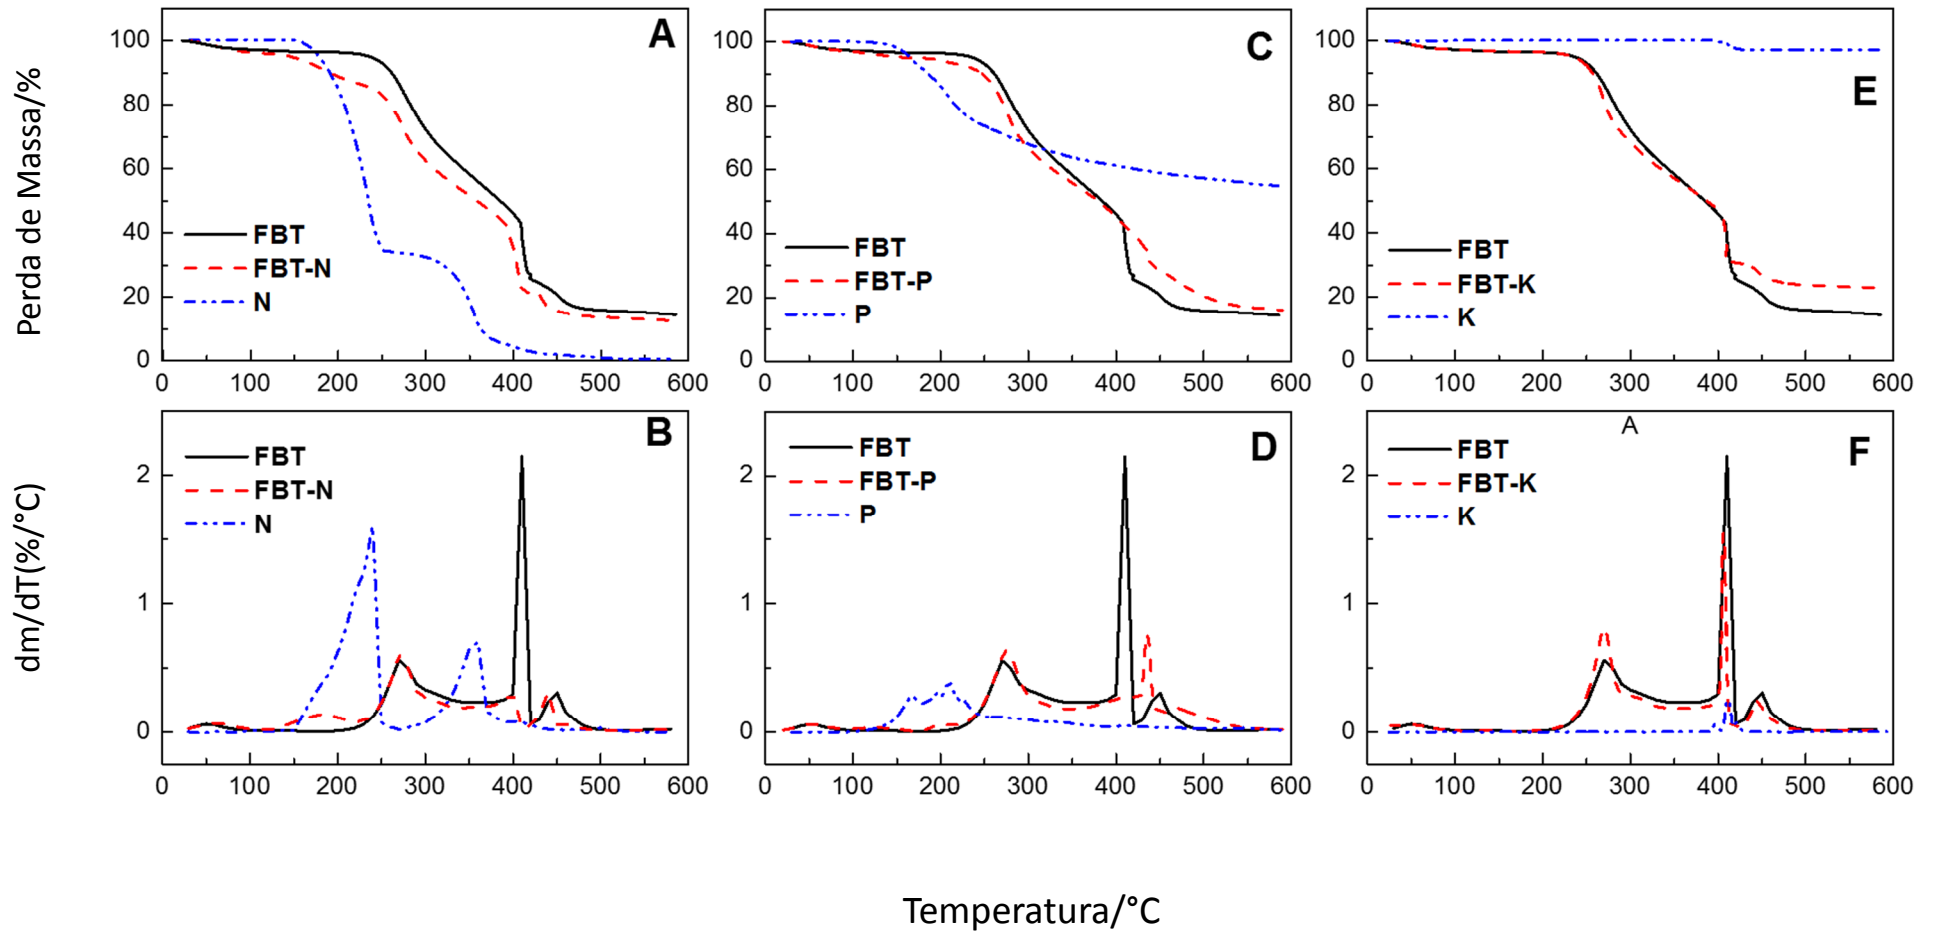 Perda de Massa/%
100
80
60
40
20
0
A
FBT
FBT-N
N
0 100 200 300 400 500 600
100
80
60
40
20
0
C
FBT
FBT-P
P
0 100 200 300 400 500 600
100
80
60
40
20
0
E
FBT
FBT-K
K
0 100 200 300 400 500 600
dm/dT(%/°C)
2
1
0
B
FBT
FBT-N
N
0 100 200 300 400 500 600
2
1
0
D
FBT
FBT-P
P
0 100 200 300 400 500 600
2
1
0
A
F
FBT
FBT-K
K
0 100 200 300 400 500 600
Temperatura/°C